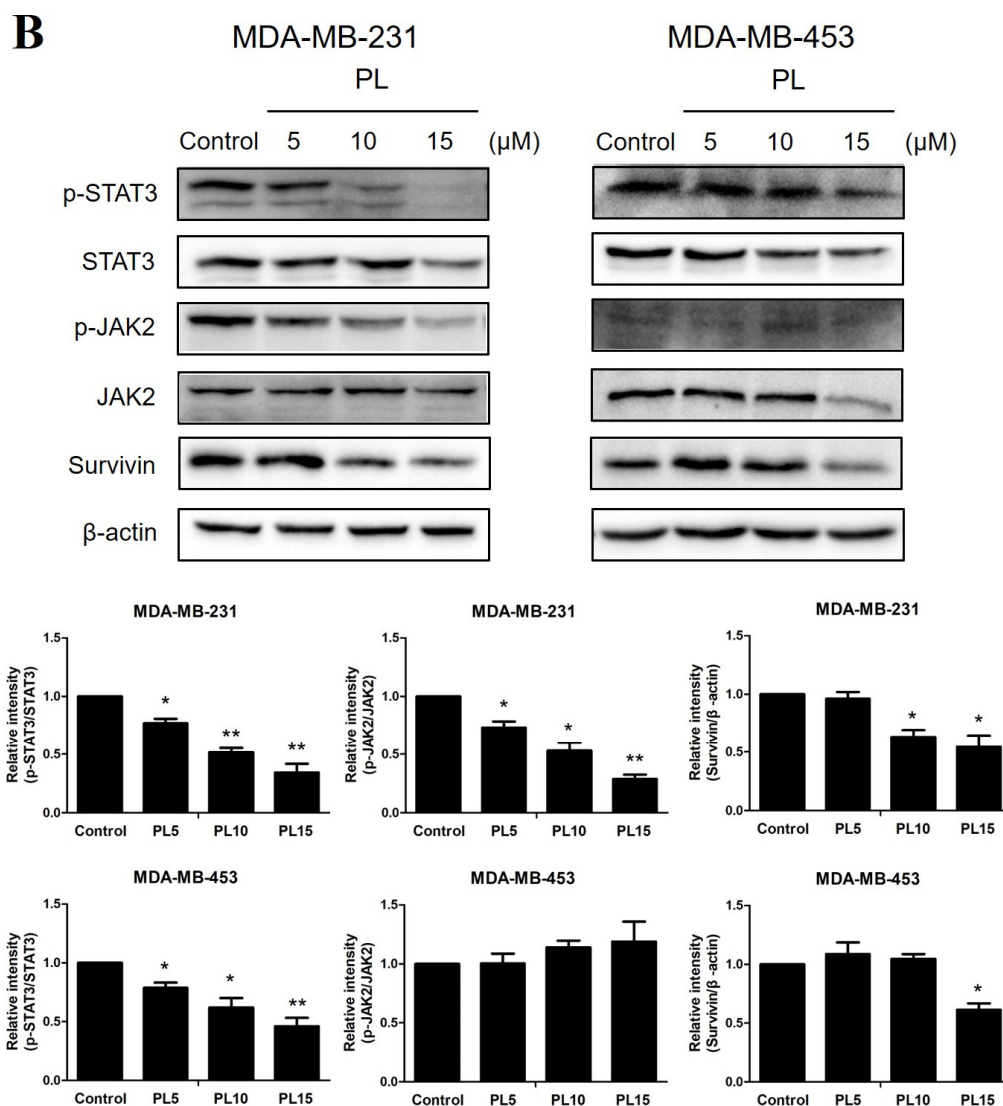 B
MDA-MB-231
MDA-MB-453
PL
PL
Control 5 10 15 (µM)
Control 5 10 15 (µM)
p-STAT3
STAT3
p-JAK2
JAK2
Survivin
β-actin
MDA-MB-231
Relative intensity
(p-STAT3/STAT3)
1.5
1.0
0.5
0.0
*
**
**
Control PL5 PL10 PL15
MDA-MB-231
Relative intensity
(p-JAK2/JAK2)
1.5
1.0
0.5
0.0
*
*
**
Control PL5 PL10 PL15
MDA-MB-231
Relative intensity
(Survivin/β -actin)
1.5
1.0
0.5
0.0
*
*
Control PL5 PL10 PL15
MDA-MB-453
Relative intensity
(p-STAT3/STAT3)
1.5
1.0
0.5
0.0
*
*
**
Control PL5 PL10 PL15
MDA-MB-453
Relative intensity
(p-JAK2/JAK2)
1.5
1.0
0.5
0.0
Control PL5 PL10 PL15
MDA-MB-453
Relative intensity
(Survivin/β -actin)
1.5
1.0
0.5
0.0
*
Control PL5 PL10 PL15